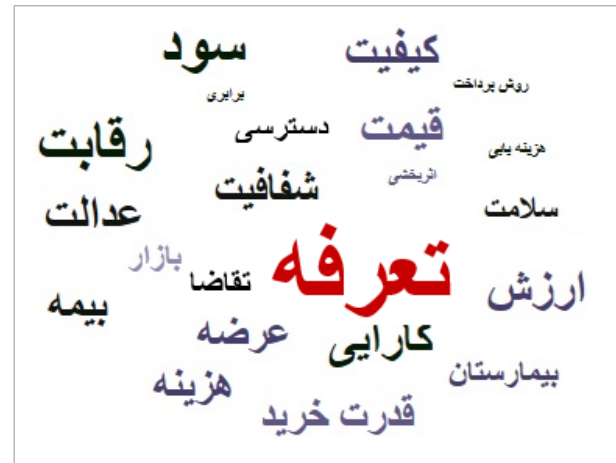 سود
کیفیت
روش پرداخت
برابری
دسترسی
قیمت
رقابت
هزینه یابی
اثربخشی
شفافیت
سلامت
عدالت
بازار
تعرفه
تقاضا
ارزش
بیمه
عرضه
کارایی
بیمارستان
هزینه
قدرت خرید